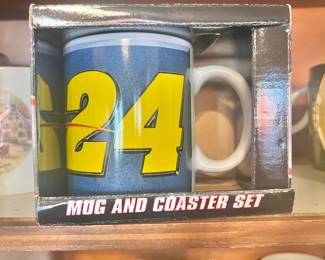 24
MUG AND COASTER SET